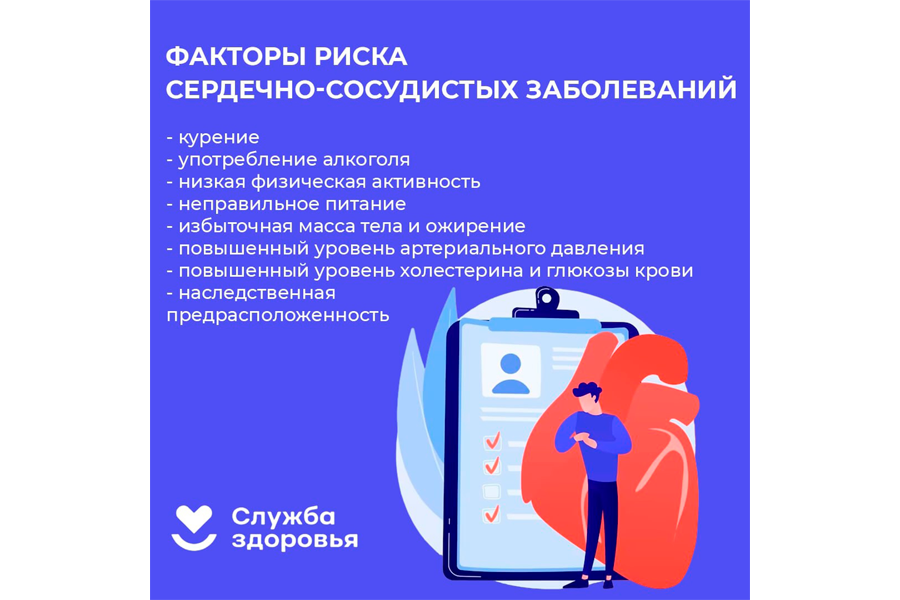 ФАКТОРЫ РИСКА
СЕРДЕЧНО-СОСУДИСТЫХ ЗАБОЛЕВАНИЙ
- курение
- употребление алкоголя
- низкая физическая активность
- неправильное питание
- избыточная масса тела и ожирение
- повышенный уровень артериального давления
- повышенный уровень холестерина и глюкозы крови
- наследственная
предрасположенность
Служба
здоровья